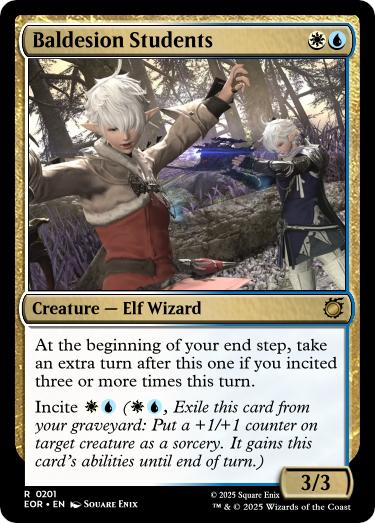 Baldesion Students
Creature — Elf Wizard
At the beginning of your end step, take
an extra turn after this one if you incited
three or more times this turn.
Incite (, Exile this card from
your graveyard: Put a +1/+1 counter on
target creature as a sorcery. It gains this
card's abilities until end of turn.)
3/3
R 0201
EOR • EN SQUARE ENIX
© 2025 Square Enix
™ & © 2025 Wizards of the Coast